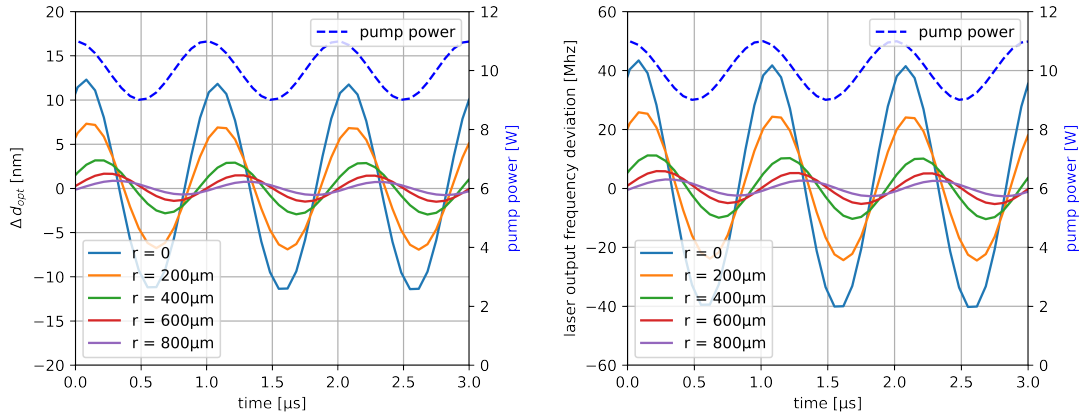 20
15
10
5
0
−5
−10
−15
−20
Δ d_opt [nm]
0.0 0.5 1.0 1.5 2.0 2.5 3.0
time [µs]
12
10
8
6
4
2
0
pump power [W]
pump power
r = 0
r = 200µm
r = 400µm
r = 600µm
r = 800µm
60
40
20
0
−20
−40
−60
laser output frequency deviation [Mhz]
0.0 0.5 1.0 1.5 2.0 2.5 3.0
time [µs]
12
10
8
6
4
2
0
pump power [W]
pump power
r = 0
r = 200µm
r = 400µm
r = 600µm
r = 800µm